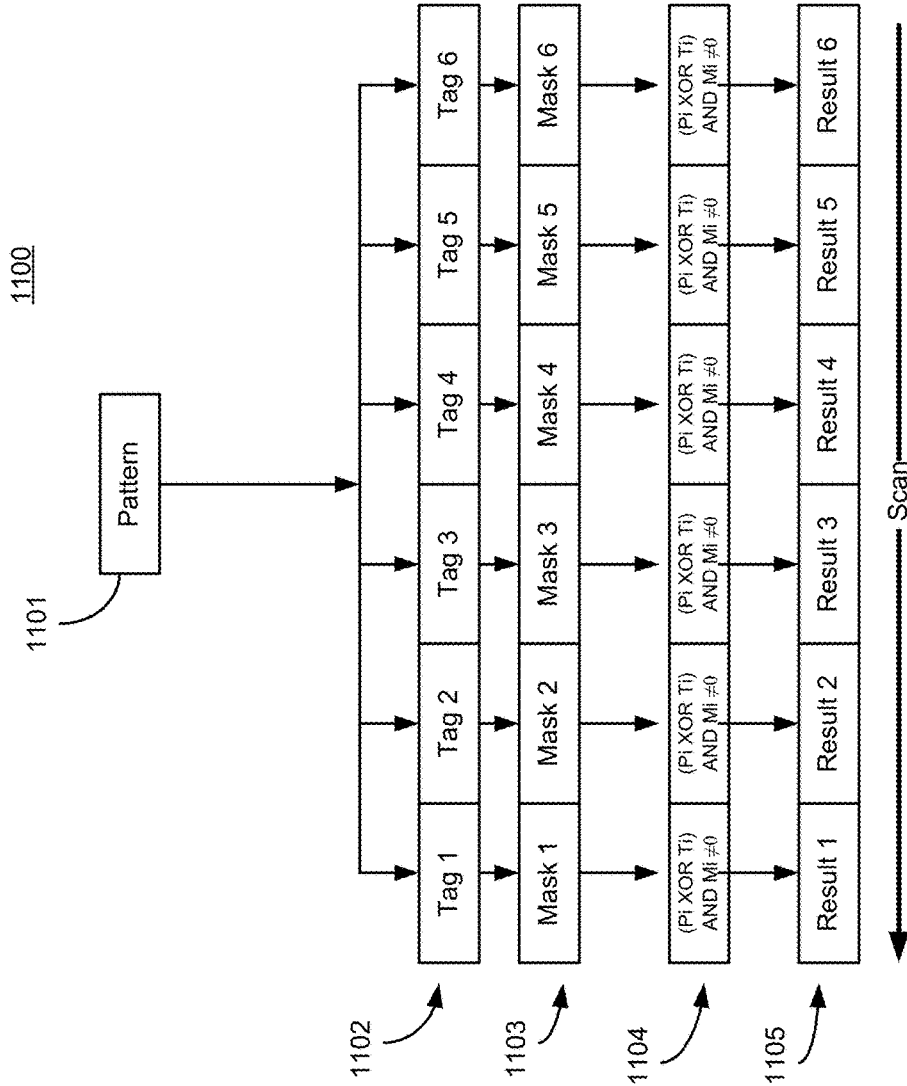 1100
1101
Pattern
1102
Tag 1
Tag 2
Tag 3
Tag 4
Tag 5
Tag 6
1103
Mask 1
Mask 2
Mask 3
Mask 4
Mask 5
Mask 6
1104
(Pi XOR Ti)
AND Mi ≠0
(Pi XOR Ti)
AND Mi ≠0
(Pi XOR Ti)
AND Mi ≠0
(Pi XOR Ti)
AND Mi ≠0
(Pi XOR Ti)
AND Mi ≠0
(Pi XOR Ti)
AND Mi ≠0
1105
Result 1
Result 2
Result 3
Result 4
Result 5
Result 6
Scan